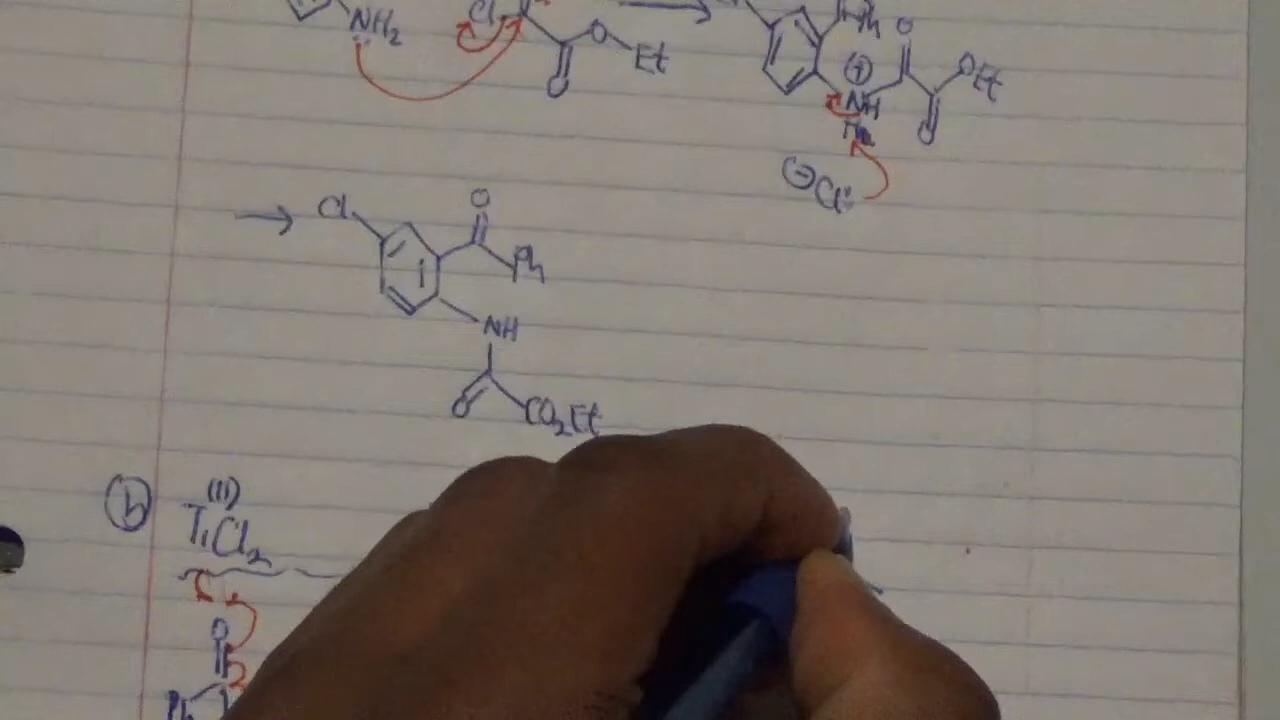 NH2 Cl O Et
O Ph
O
⊕ OEt
NH
H
O
⊖ Cl
→ Cl O
Ph
NH
O CO2Et
(b) (II)
TiCl2
O
Ph